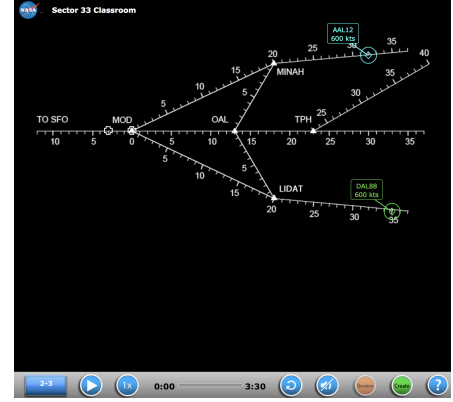 NASA
Sector 33 Classroom
AAL12
600 kts
20 25 30 35 40
MINAH
35
15
30
10
5 5
25
TO SFO MOD OAL TPH
10 5 0 5 10 15 20 25 30 35
5 5
10
15
LIDAT
DAL88
600 kts
20 25 30 35
2-3 1x 0:00 3:30 Review Create ?